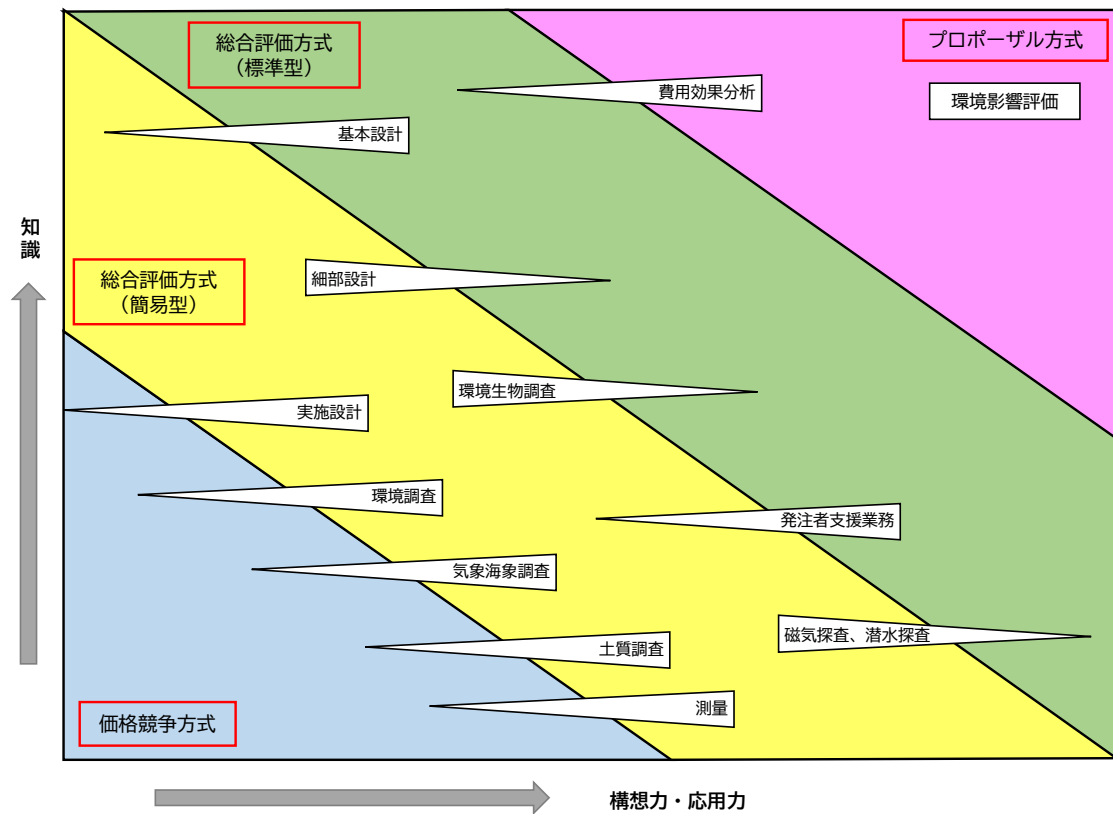 総合評価方式
（標準型）
プロポーザル方式
費用効果分析
環境影響評価
基本設計
知
識
総合評価方式
（簡易型）
細部設計
環境生物調査
実施設計
環境調査
発注者支援業務
気象海象調査
磁気探査、潜水探査
土質調査
価格競争方式
測量
構想力・応用力